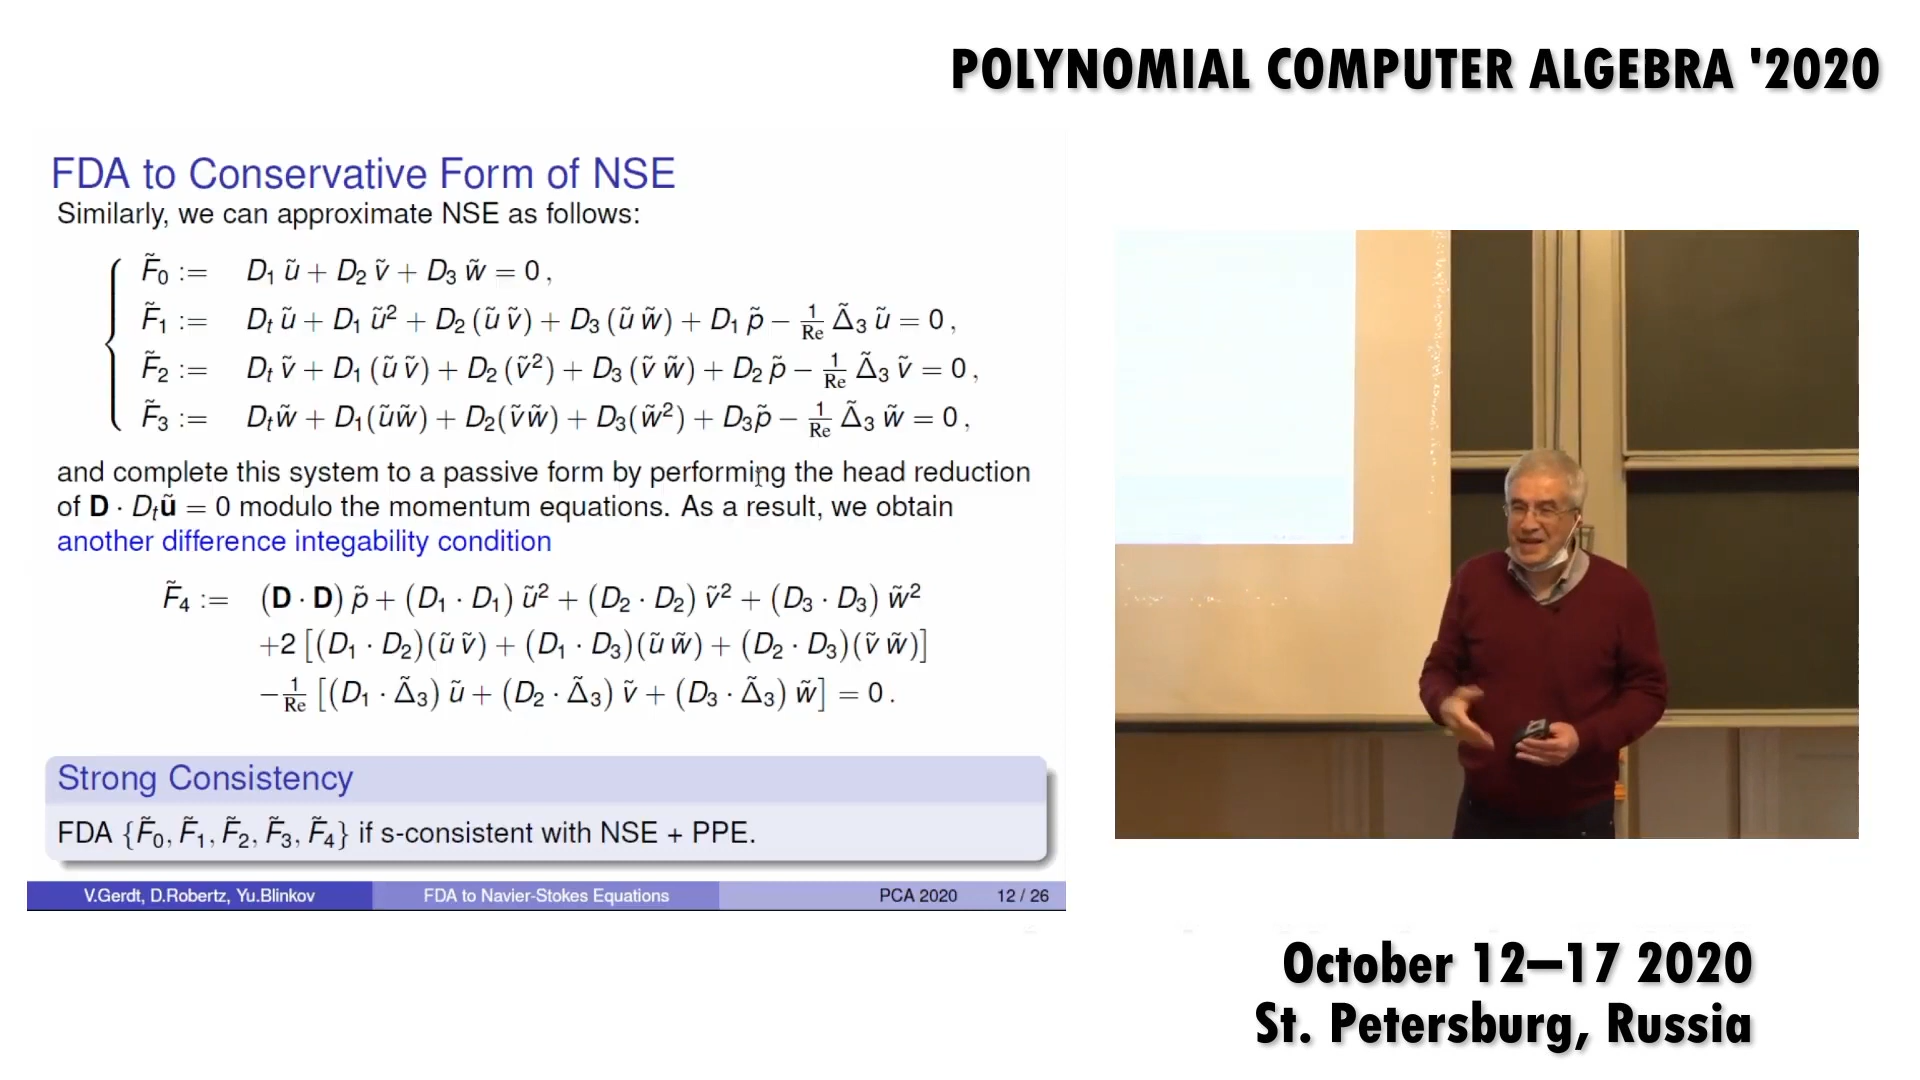 POLYNOMIAL COMPUTER ALGEBRA '2020
FDA to Conservative Form of NSE
Similarly, we can approximate NSE as follows:
F̃₀ := D₁ ũ + D₂ ṽ + D₃ w̃ = 0 ,
F̃₁ := Dₜ ũ + D₁ ũ² + D₂ (ũ ṽ) + D₃ (ũ w̃) + D₁ p̃ − 1/Re Δ̃₃ ũ = 0 ,
F̃₂ := Dₜ ṽ + D₁ (ũ ṽ) + D₂ (ṽ²) + D₃ (ṽ w̃) + D₂ p̃ − 1/Re Δ̃₃ ṽ = 0 ,
F̃₃ := Dₜw̃ + D₁(ũw̃) + D₂(ṽw̃) + D₃(w̃²) + D₃p̃ − 1/Re Δ̃₃ w̃ = 0 ,
and complete this system to a passive form by performing the head reduction
of D · Dₜũ = 0 modulo the momentum equations. As a result, we obtain
another difference integability condition
F̃₄ := (D · D) p̃ + (D₁ · D₁) ũ² + (D₂ · D₂) ṽ² + (D₃ · D₃) w̃²
+2 [(D₁ · D₂)(ũ ṽ) + (D₁ · D₃)(ũ w̃) + (D₂ · D₃)(ṽ w̃)]
− 1/Re [(D₁ · Δ̃₃) ũ + (D₂ · Δ̃₃) ṽ + (D₃ · Δ̃₃) w̃] = 0 .
Strong Consistency
FDA {F̃₀, F̃₁, F̃₂, F̃₃, F̃₄} if s-consistent with NSE + PPE.
V.Gerdt, D.Robertz, Yu.Blinkov FDA to Navier-Stokes Equations PCA 2020 12 / 26
October 12–17 2020
St. Petersburg, Russia